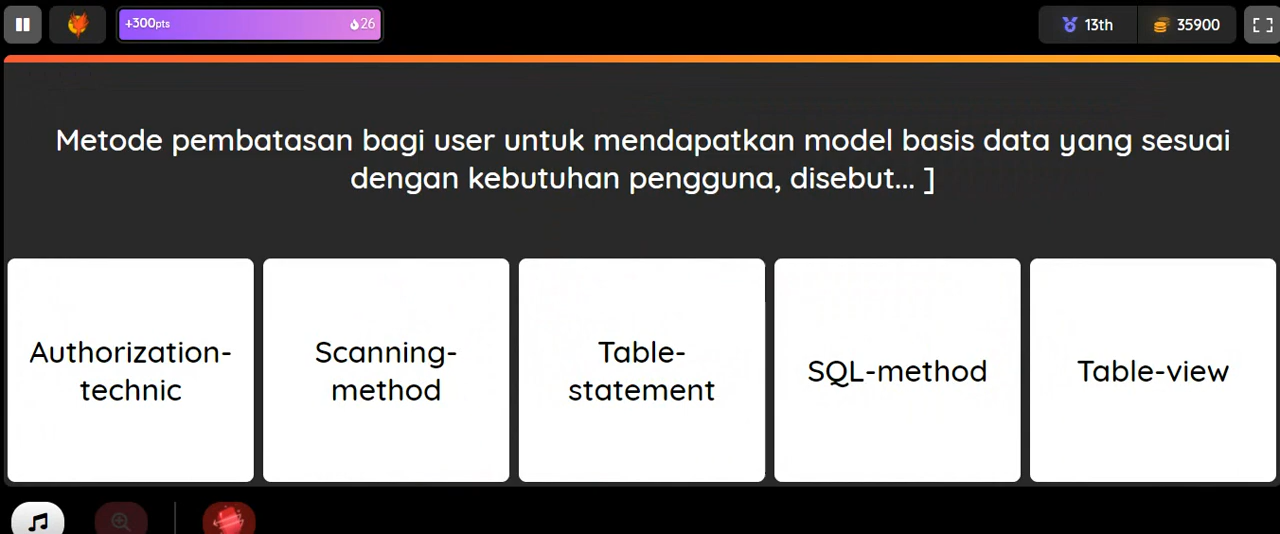 +300pts
26
13th
35900
Metode pembatasan bagi user untuk mendapatkan model basis data yang sesuai
dengan kebutuhan pengguna, disebut... ]
Authorization-
technic
Scanning-
method
Table-
statement
SQL-method
Table-view